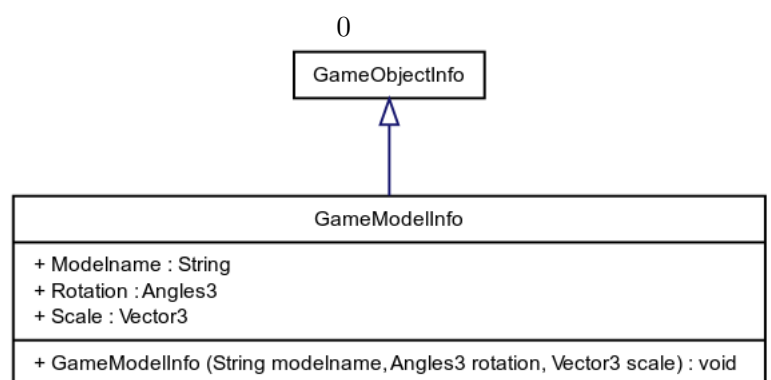 0
GameObjectInfo
GameModelInfo
+ Modelname : String
+ Rotation : Angles3
+ Scale : Vector3
+ GameModelInfo (String modelname, Angles3 rotation, Vector3 scale) : void